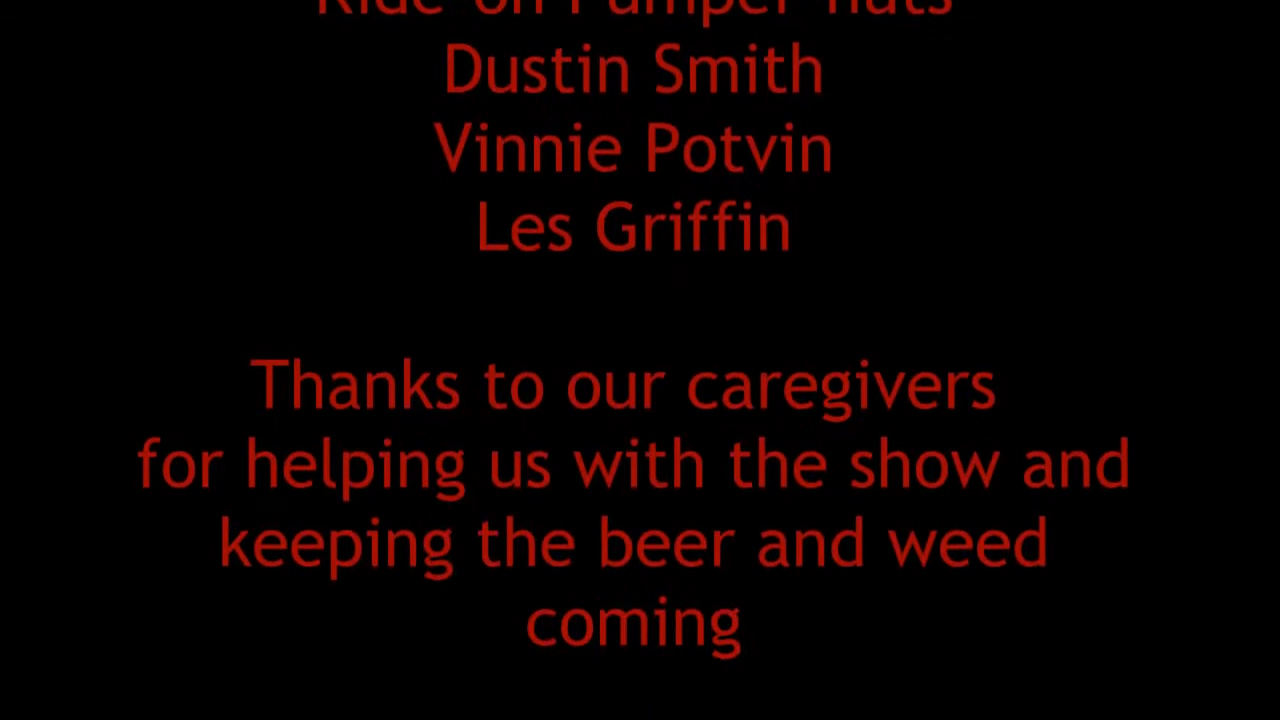 Dustin Smith
Vinnie Potvin
Les Griffin
Thanks to our caregivers
for helping us with the show and
keeping the beer and weed
coming